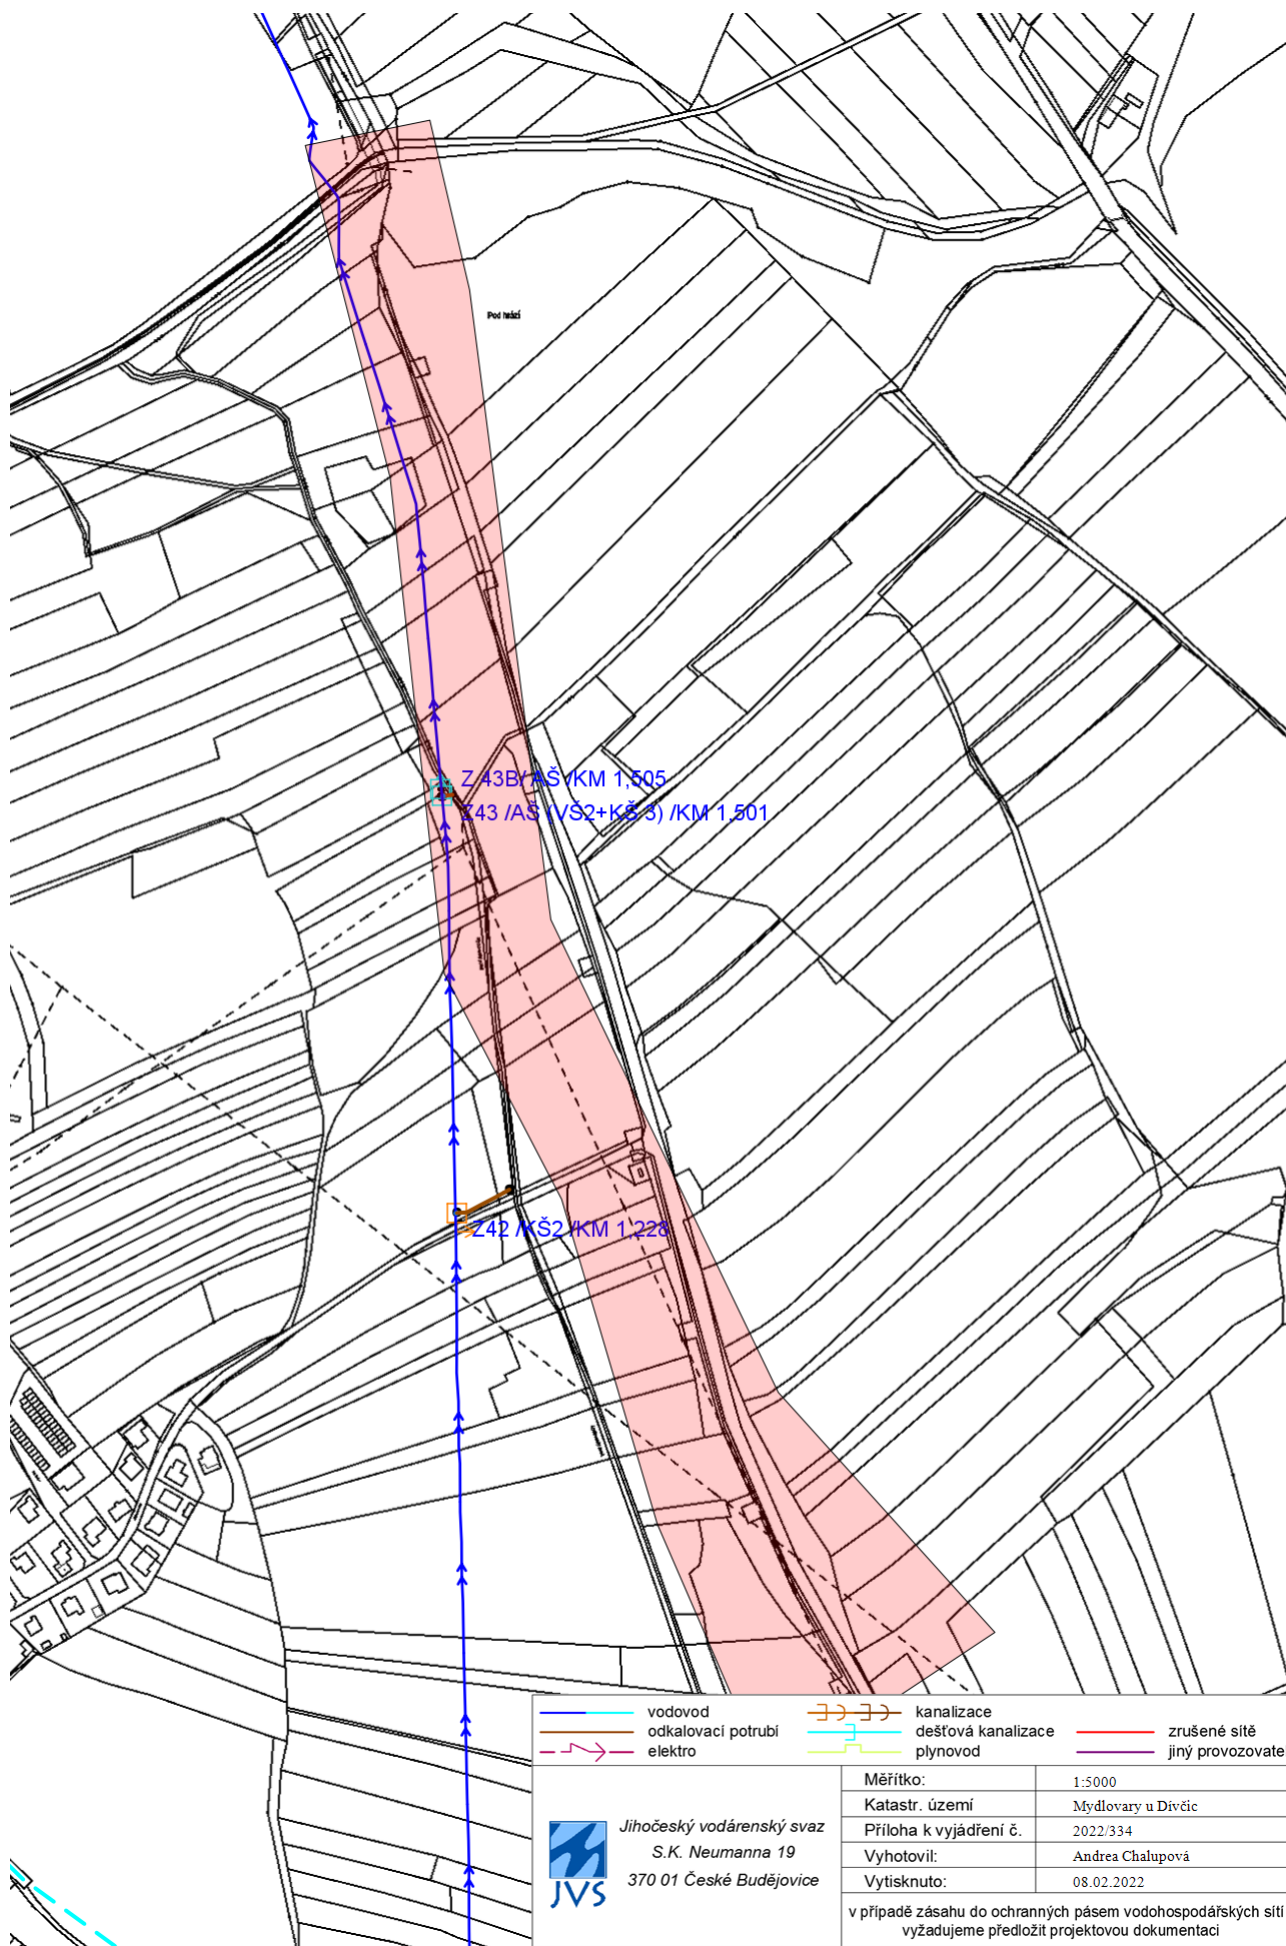 Pod hrází
Z 43B/ AŠ /KM 1,505
Z43 /AŠ (VŠ2+KŠ 3) /KM 1.501
Z42 /KŠ2 /KM 1,228
vodovod
odkalovací potrubí
elektro
kanalizace
dešťová kanalizace
plynovod
zrušené sítě
jiný provozovate
JVS
Jihočeský vodárenský svaz
S.K. Neumanna 19
370 01 České Budějovice
Měřítko: 1:5000
Katastr. území Mydlovary u Dívčic
Příloha k vyjádření č. 2022/334
Vyhotovil: Andrea Chalupová
Vytisknuto: 08.02.2022
v případě zásahu do ochranných pásem vodohospodářských sítí
vyžadujeme předložit projektovou dokumentaci